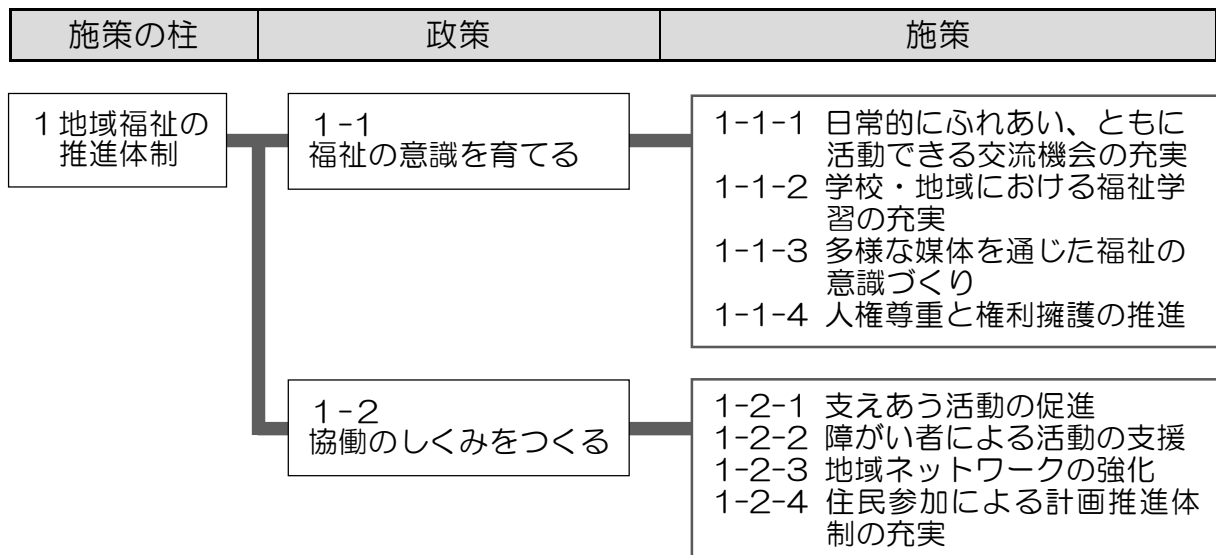 施策の柱
政策
施策
1 地域福祉の
推進体制
1-1
福祉の意識を育てる
1-1-1 日常的にふれあい、ともに
活動できる交流機会の充実
1-1-2 学校・地域における福祉学
習の充実
1-1-3 多様な媒体を通じた福祉の
意識づくり
1-1-4 人権尊重と権利擁護の推進
1-2
協働のしくみをつくる
1-2-1 支えあう活動の促進
1-2-2 障がい者による活動の支援
1-2-3 地域ネットワークの強化
1-2-4 住民参加による計画推進体
制の充実